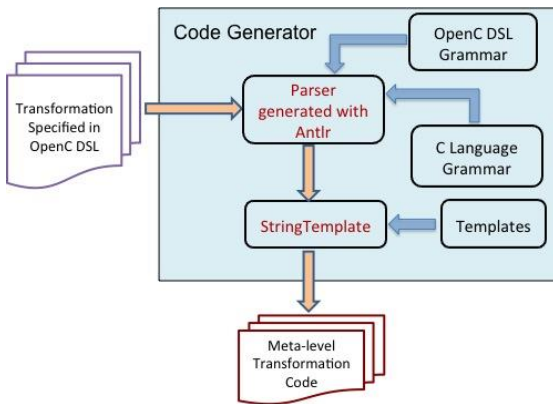 Code Generator
OpenC DSL
Grammar
Parser
generated with
Antlr
Transformation
Specified in
OpenC DSL
C Language
Grammar
StringTemplate
Templates
Meta-level
Transformation
Code